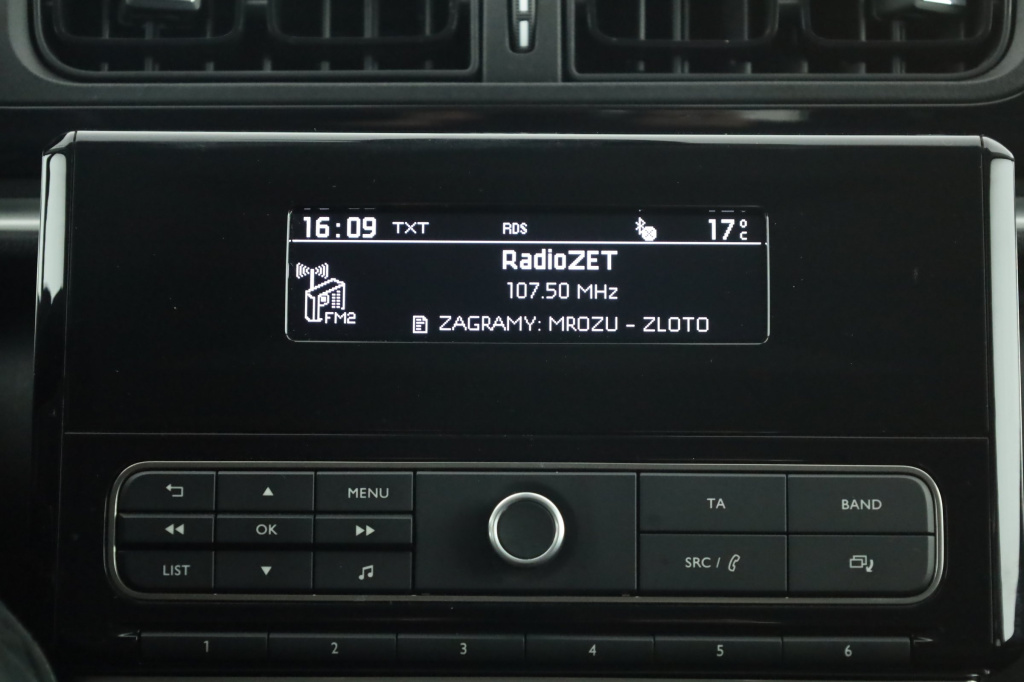 16:09 TXT RDS 17°C
RadioZET
107.50 MHz
FM2
ZAGRAMY: MROZU - ZLOTO
MENU
TA
BAND
OK
LIST
SRC /
1 2 3 4 5 6